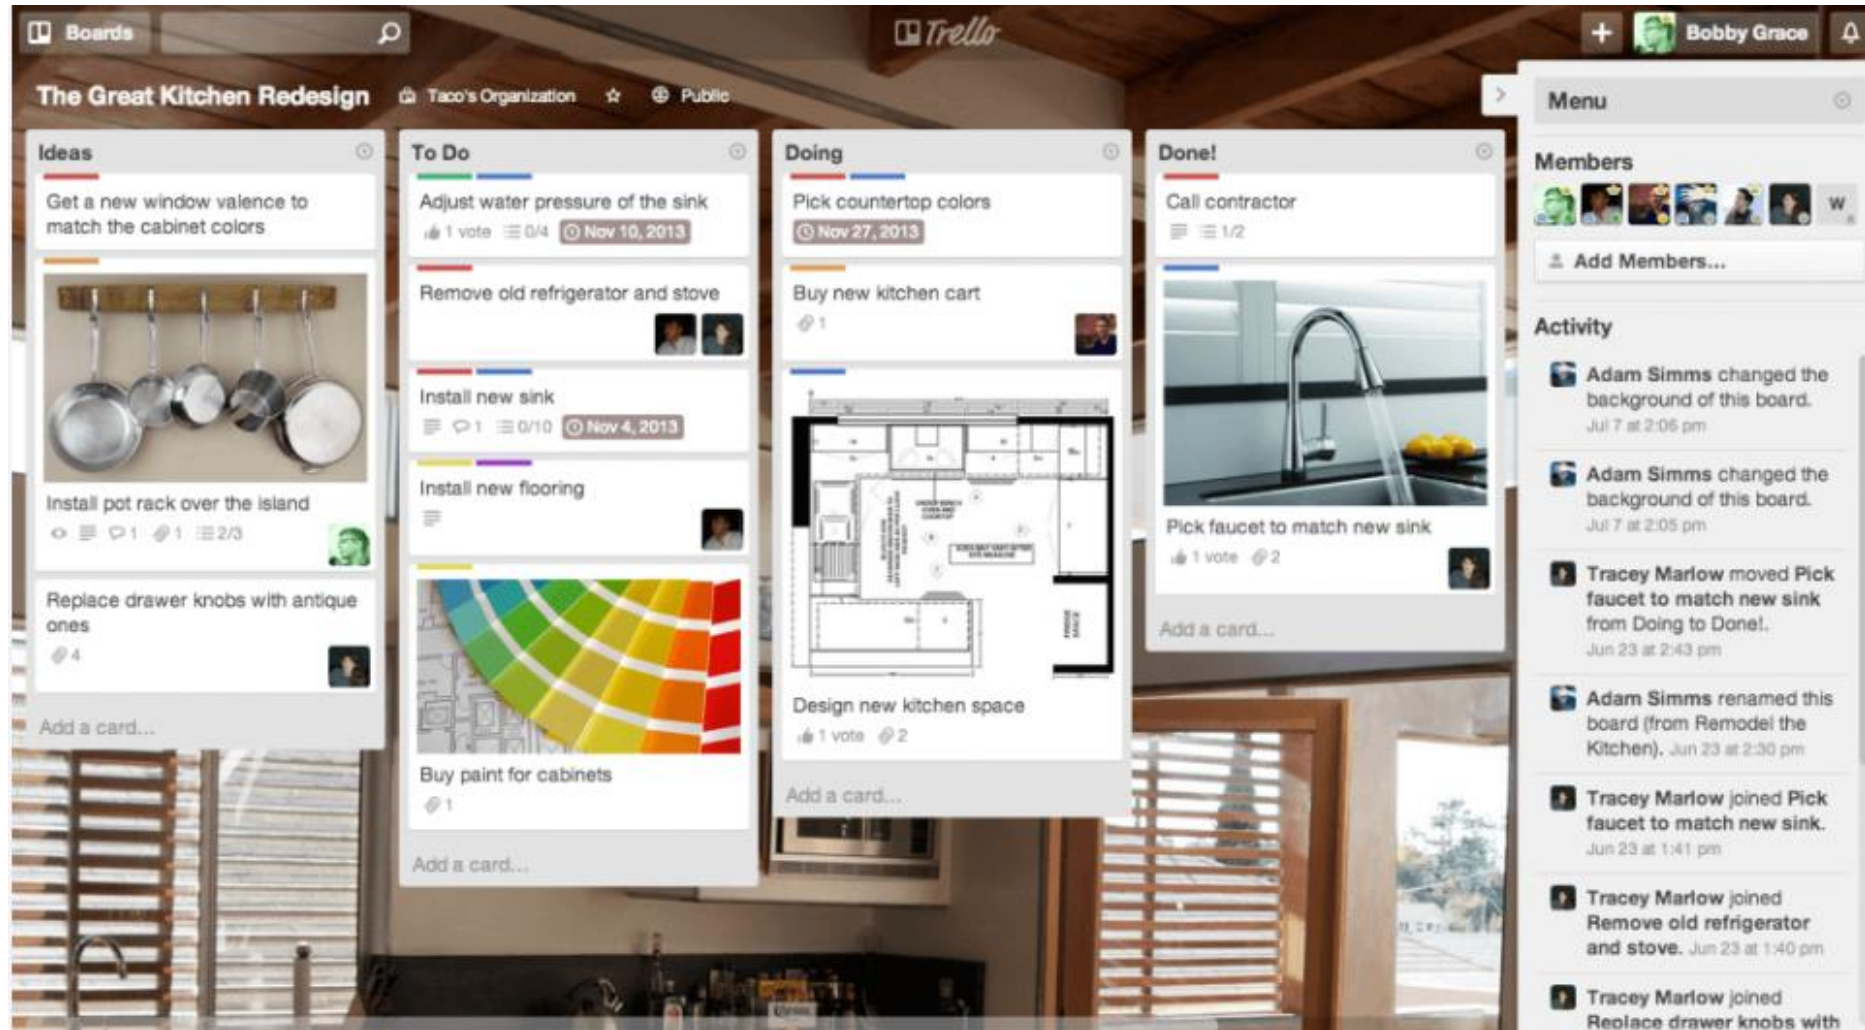 Boards
Trello
Bobby Grace
The Great Kitchen Redesign
Taco's Organization
Public
Ideas
Get a new window valence to
match the cabinet colors
Install pot rack over the island
1 1 2/3
Replace drawer knobs with antique
ones
4
Add a card...
To Do
Adjust water pressure of the sink
1 vote 0/4 Nov 10, 2013
Remove old refrigerator and stove
Install new sink
1 0/10 Nov 4, 2013
Install new flooring
Buy paint for cabinets
1
Add a card...
Doing
Pick countertop colors
Nov 27, 2013
Buy new kitchen cart
1
FRIDGE
SPACE
Design new kitchen space
1 vote 2
Add a card...
Done!
Call contractor
1/2
Pick faucet to match new sink
1 vote 2
Add a card...
Menu
Members
W
Add Members...
Activity
Adam Simms changed the
background of this board.
Jul 7 at 2:06 pm
Adam Simms changed the
background of this board.
Jul 7 at 2:05 pm
Tracey Marlow moved Pick
faucet to match new sink
from Doing to Done!.
Jun 23 at 2:43 pm
Adam Simms renamed this
board (from Remodel the
Kitchen). Jun 23 at 2:30 pm
Tracey Marlow joined Pick
faucet to match new sink.
Jun 23 at 1:41 pm
Tracey Marlow joined
Remove old refrigerator
and stove. Jun 23 at 1:40 pm
Tracey Marlow joined
Replace drawer knobs with